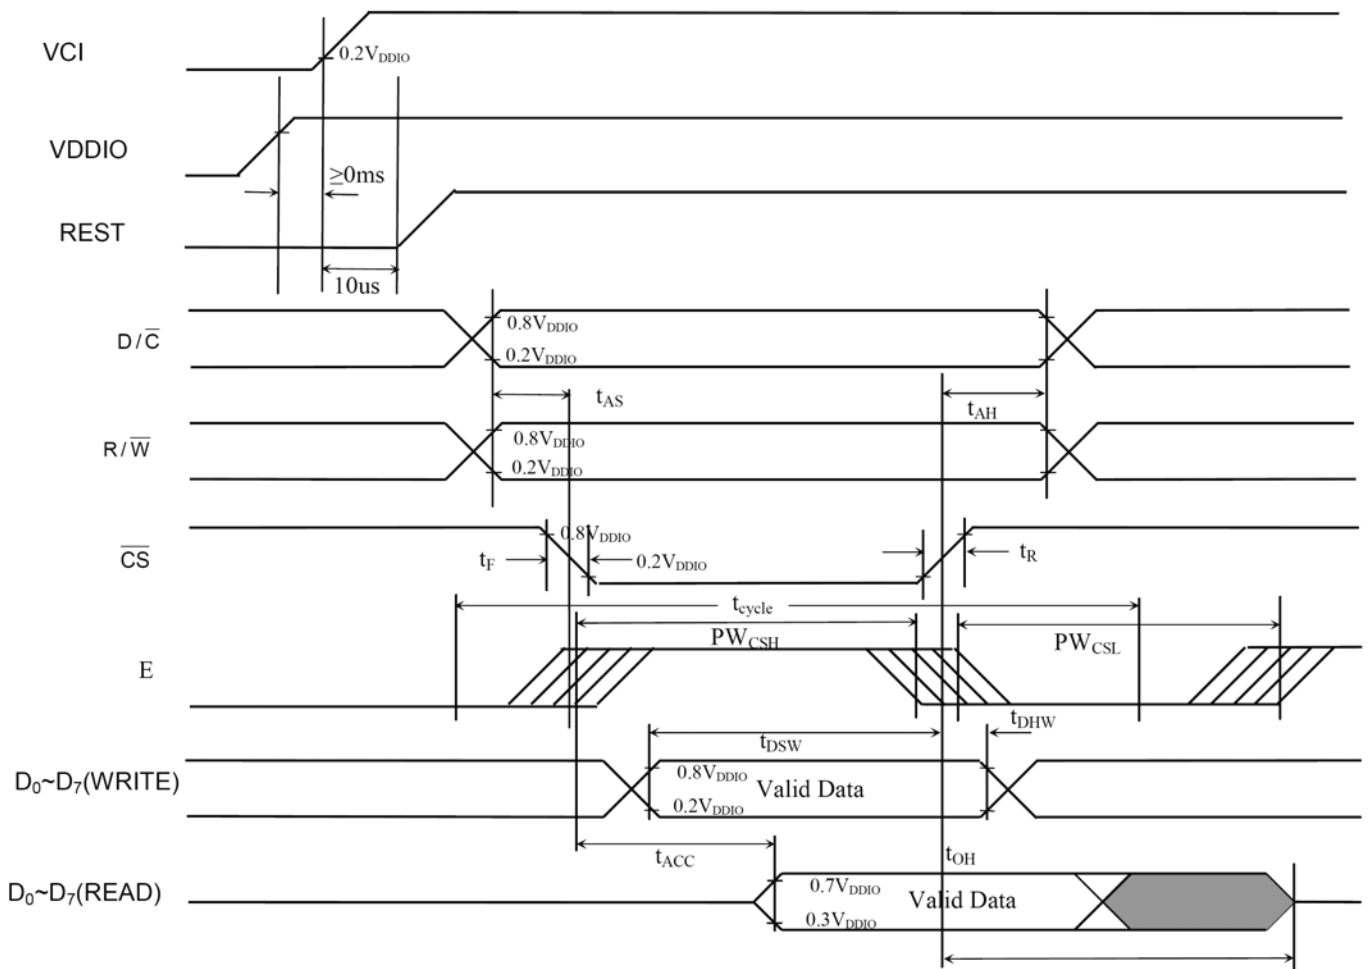 VCI
0.2VDDIO
VDDIO
≥0ms
REST
10us
D/C̅
0.8VDDIO
0.2VDDIO
tAS
tAH
R/W̅
0.8VDDIO
0.2VDDIO
C̅S̅
0.8VDDIO
tF
0.2VDDIO
tR
tcycle
PWCSH
PWCSL
E
tDHW
tDSW
D0~D7(WRITE)
0.8VDDIO
Valid Data
0.2VDDIO
tACC
tOH
D0~D7(READ)
0.7VDDIO
Valid Data
0.3VDDIO